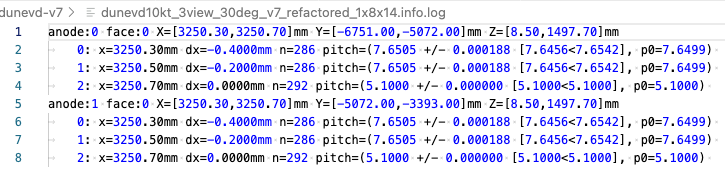 dunevd-v7 > dunevd10kt_3view_30deg_v7_refactored_1x8x14.info.log
1 anode:0 face:0 X=[3250.30,3250.70]mm Y=[-6751.00,-5072.00]mm Z=[8.50,1497.70]mm
2 0: x=3250.30mm dx=-0.4000mm n=286 pitch=(7.6505 +/- 0.000188 [7.6456<7.6542], p0=7.6499)
3 1: x=3250.50mm dx=-0.2000mm n=286 pitch=(7.6505 +/- 0.000188 [7.6456<7.6542], p0=7.6499)
4 2: x=3250.70mm dx=0.0000mm n=292 pitch=(5.1000 +/- 0.000000 [5.1000<5.1000], p0=5.1000)
5 anode:1 face:0 X=[3250.30,3250.70]mm Y=[-5072.00,-3393.00]mm Z=[8.50,1497.70]mm
6 0: x=3250.30mm dx=-0.4000mm n=286 pitch=(7.6505 +/- 0.000188 [7.6456<7.6542], p0=7.6499)
7 1: x=3250.50mm dx=-0.2000mm n=286 pitch=(7.6505 +/- 0.000188 [7.6456<7.6542], p0=7.6499)
8 2: x=3250.70mm dx=0.0000mm n=292 pitch=(5.1000 +/- 0.000000 [5.1000<5.1000], p0=5.1000)